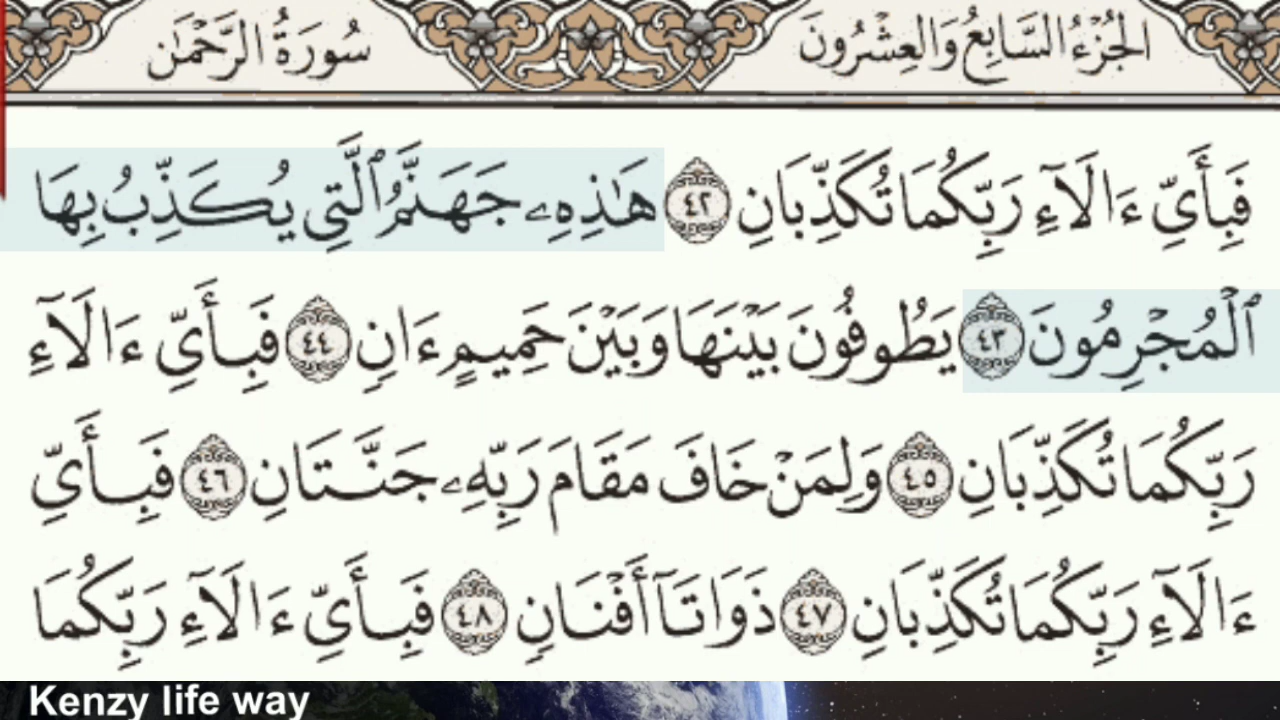 الجُزْءُ السَّابِعُ وَالعِشْرُونَ سُورَةُ الرَّحْمَٰن
فَبِأَيِّ ءَالَآءِ رَبِّكُمَا تُكَذِّبَانِ ٤٢ هَٰذِهِۦ جَهَنَّمُ ٱلَّتِي يُكَذِّبُ بِهَا
ٱلْمُجْرِمُونَ ٤٣ يَطُوفُونَ بَيْنَهَا وَبَيْنَ حَمِيمٍ ءَانٍ ٤٤ فَبِأَيِّ ءَالَآءِ
رَبِّكُمَا تُكَذِّبَانِ ٤٥ وَلِمَنْ خَافَ مَقَامَ رَبِّهِۦ جَنَّتَانِ ٤٦ فَبِأَيِّ
ءَالَآءِ رَبِّكُمَا تُكَذِّبَانِ ٤٧ ذَوَاتَآ أَفْنَانٍ ٤٨ فَبِأَيِّ ءَالَآءِ رَبِّكُمَا
Kenzy life way